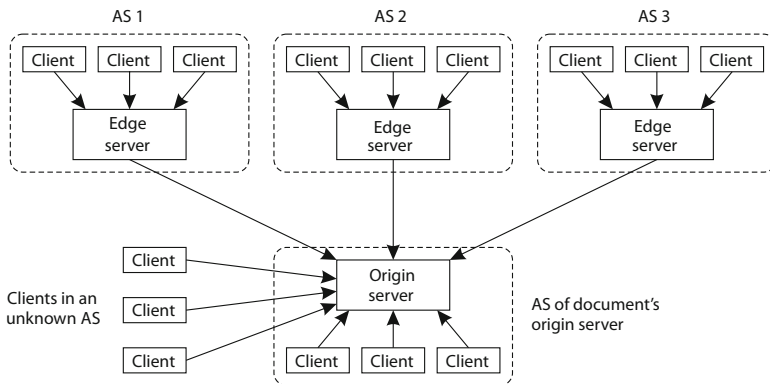 AS 1
AS 2
AS 3
Client
Client
Client
Client
Client
Client
Client
Client
Client
Edge
server
Edge
server
Edge
server
Client
Client
Client
Clients in an
unknown AS
Origin
server
AS of document's
origin server
Client
Client
Client